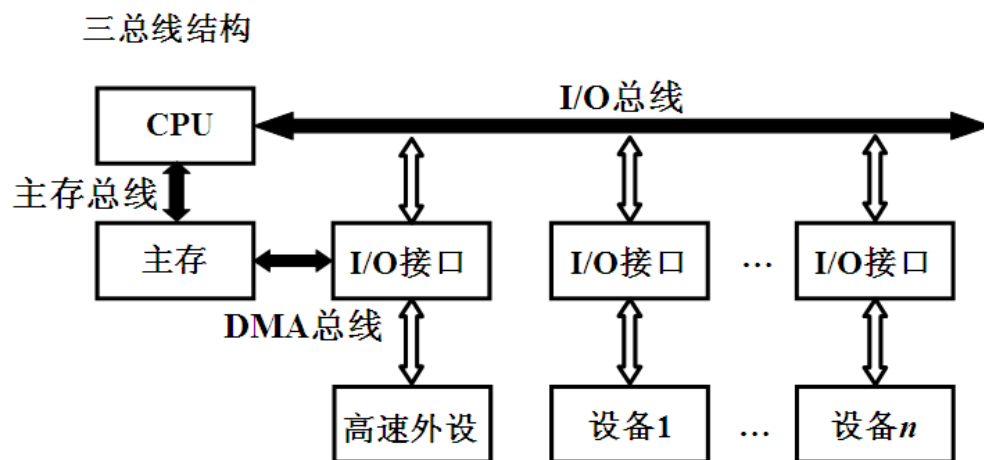 三总线结构
I/O总线
CPU
主存总线
主存
I/O接口
I/O接口
...
I/O接口
DMA总线
高速外设
设备1
...
设备n